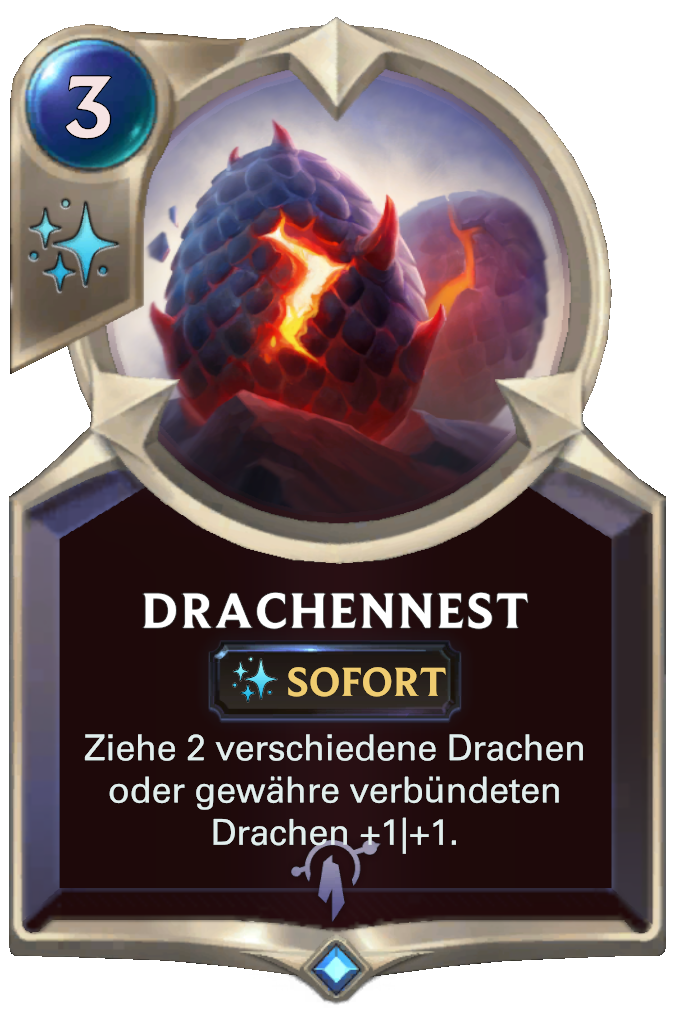 3
DRACHENNEST
SOFORT
Ziehe 2 verschiedene Drachen
oder gewähre verbündeten
Drachen +1|+1.